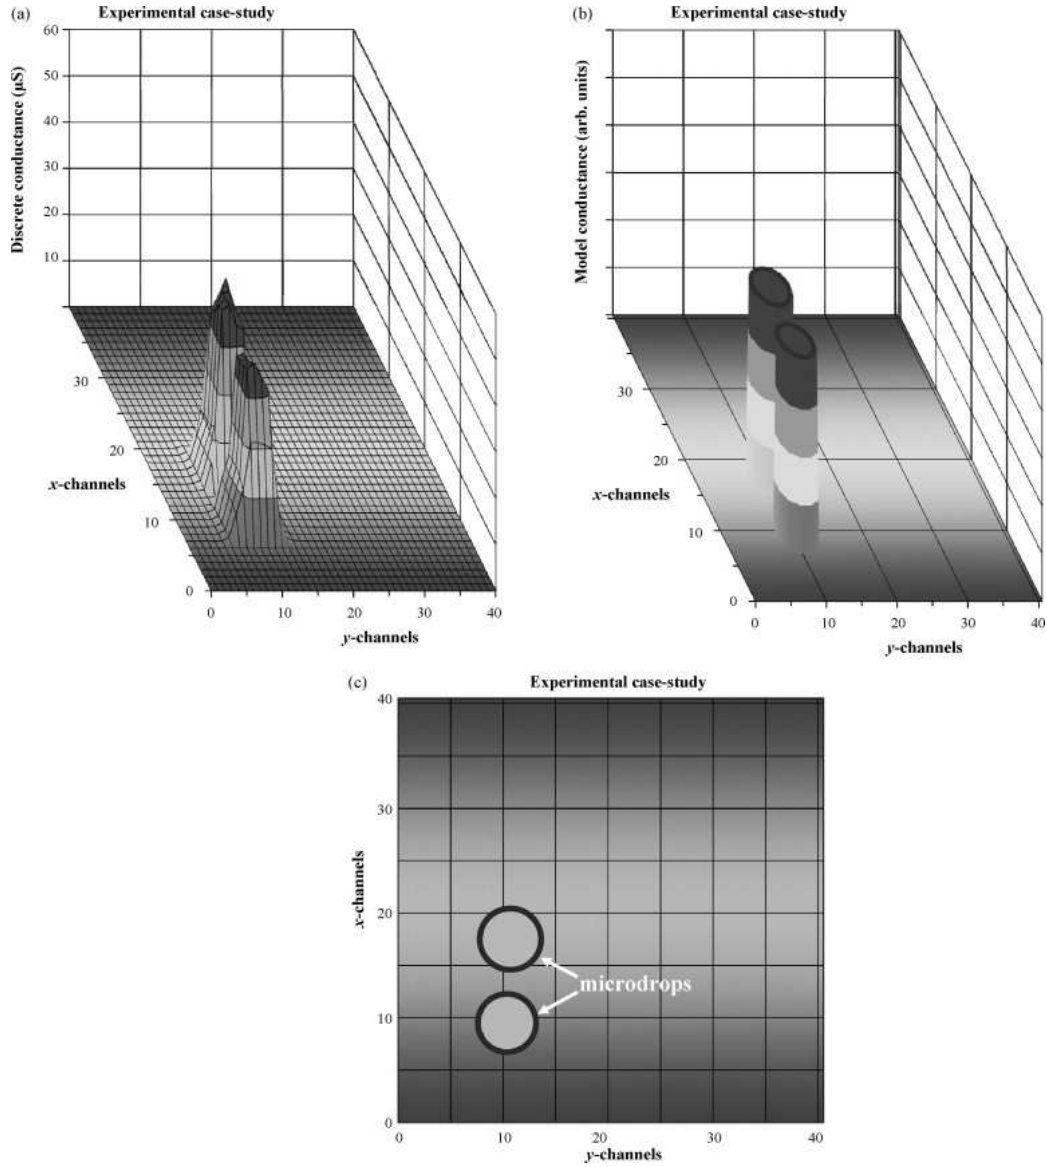 (a)
Experimental case-study
Discrete conductance (µS)
60
50
40
30
20
10
30
20
10
0
x-channels
0
10
20
30
40
y-channels
(b)
Experimental case-study
Model conductance (arb. units)
30
20
10
0
x-channels
0
10
20
30
40
y-channels
(c)
Experimental case-study
40
30
20
10
0
x-channels
microdrops
0
10
20
30
40
y-channels